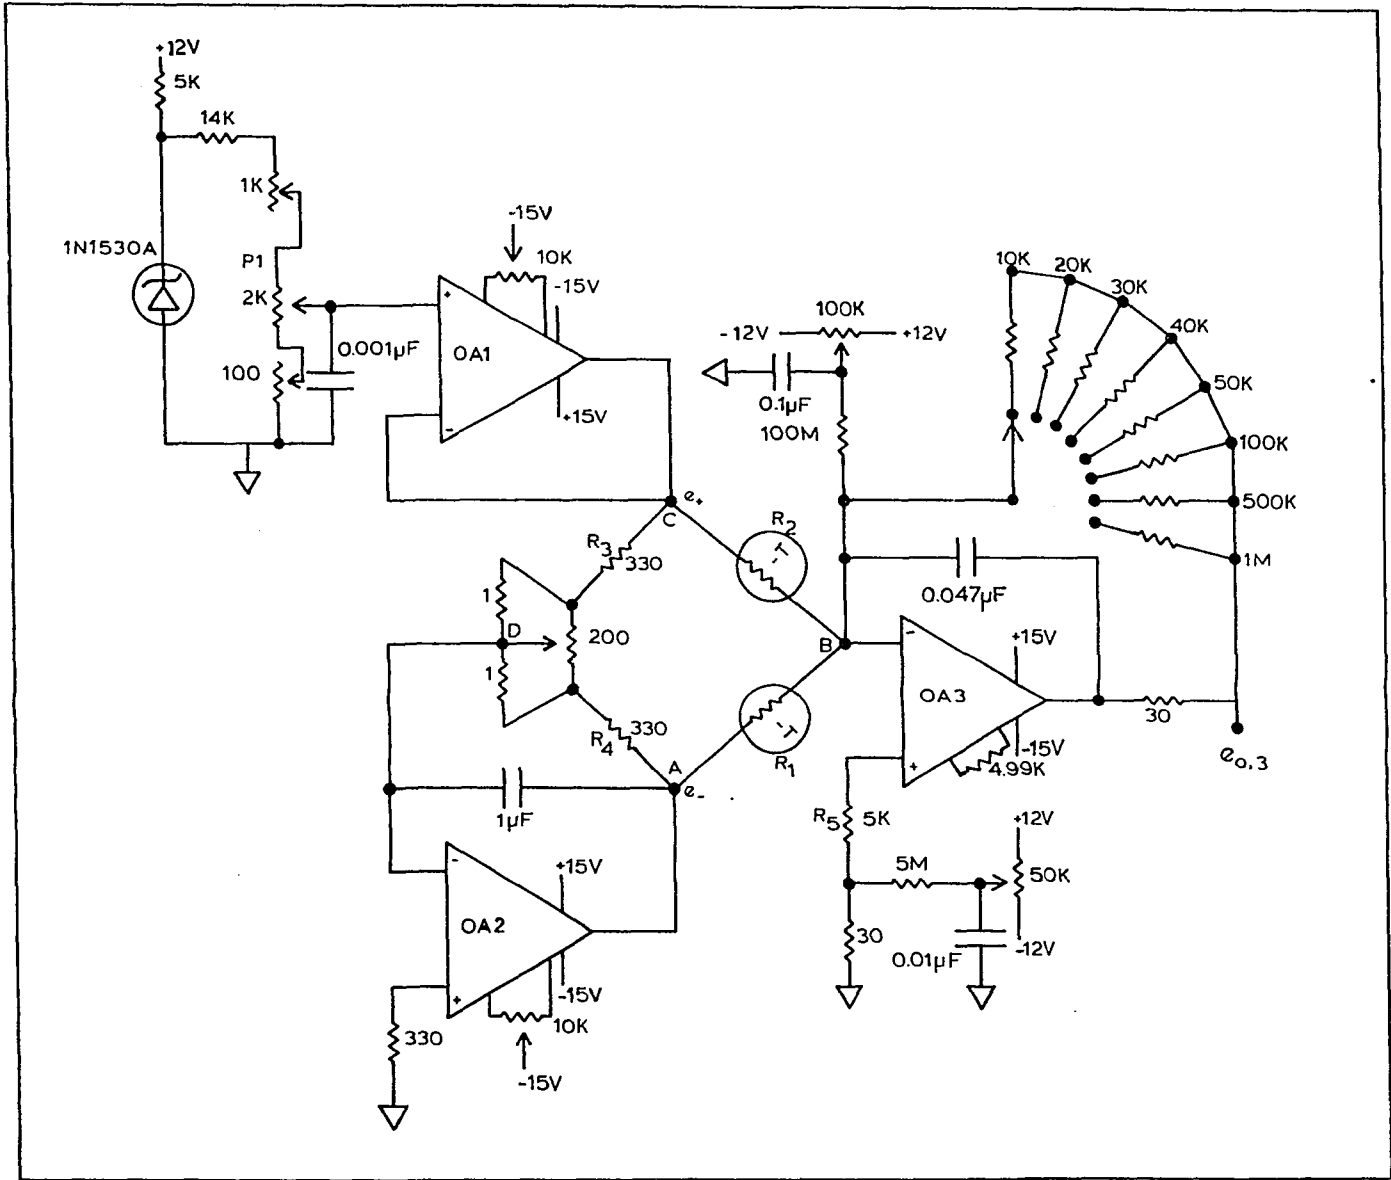 +12V
5K
14K
1K
1N1530A
P1
2K
100
0.001µF
-15V
10K
-15V
+
OA1
-
+15V
-12V
100K
+12V
0.1µF
100M
10K
20K
30K
40K
50K
100K
500K
1M
e+
C
R3
330
R2
-T
1
D
200
1
B
0.047µF
R4
330
A
e-
R1
-T
-
+15V
OA3
+
-15V
4.99K
30
eo,3
1µF
R5
5K
5M
+12V
50K
-12V
30
0.01µF
-
+15V
OA2
+
-15V
10K
-15V
330